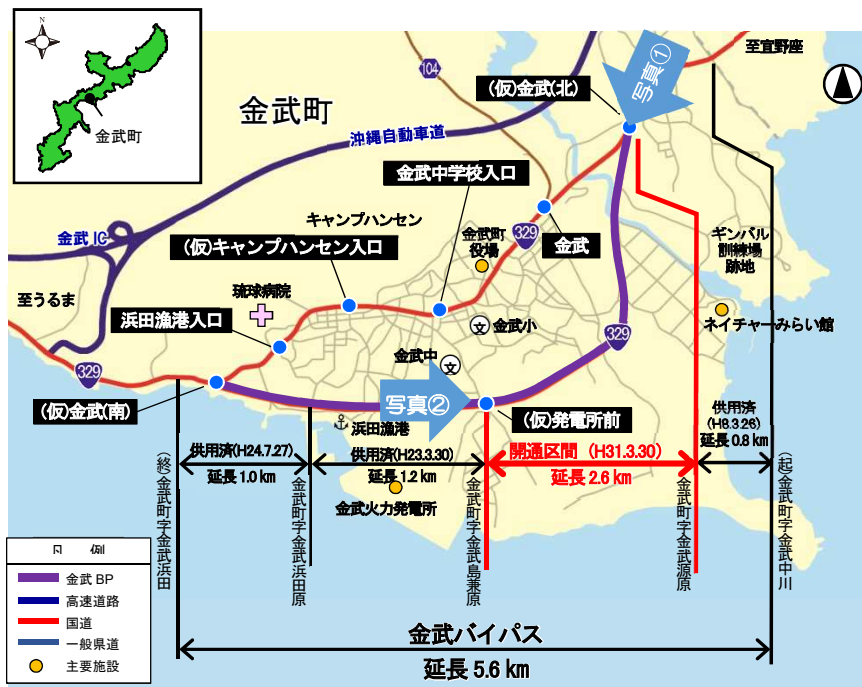 N
金武町
金武町
104
(仮)金武(北)
写真①
至宜野座
沖縄自動車道
金武中学校入口
キャンプハンセン
金武IC
(仮)キャンプハンセン入口
金武町
役場
329
金武
ギンバル
訓練場
跡地
至うるま
琉球病院
浜田漁港入口
文
金武小
ネイチャーみらい館
329
金武中
文
329
(仮)金武(南)
写真②
(仮)発電所前
浜田漁港
供用済(H24.7.27)
延長1.0 km
供用済(H23.3.30)
延長1.2 km
開通区間 (H31.3.30)
延長2.6 km
供用済
(H8.3.26)
延長0.8 km
金武火力発電所
(終)金武町字金武浜田
金武町字金武浜田原
金武町字金武島兼原
金武町字金武源原
(起)金武町字金武中川
凡 例
金武BP
高速道路
国道
一般県道
主要施設
金武バイパス
延長5.6 km